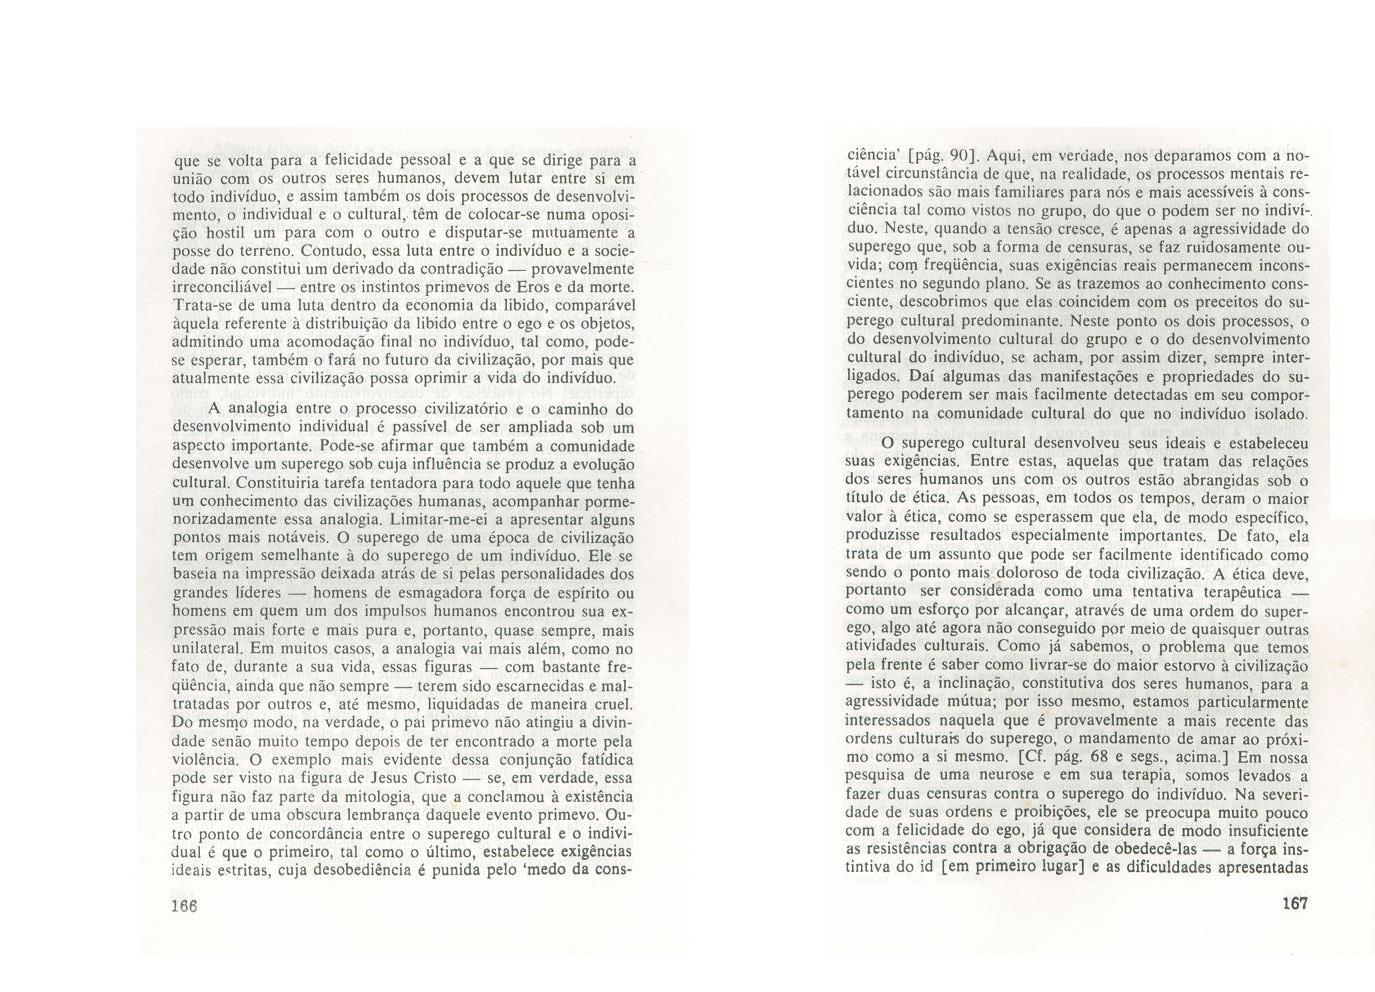 que se volta para a felicidade pessoal e a que se dirige para a
união com os outros seres humanos, devem lutar entre si em
todo indivíduo, e assim também os dois processos de desenvolvi-
mento, o individual e o cultural, têm de colocar-se numa oposi-
ção hostil um para com o outro e disputar-se mutuamente a
posse do terreno. Contudo, essa luta entre o indivíduo e a socie-
dade não constitui um derivado da contradição — provavelmente
irreconciliável — entre os instintos primevos de Eros e da morte.
Trata-se de uma luta dentro da economia da libido, comparável
àquela referente à distribuição da libido entre o ego e os objetos,
admitindo uma acomodação final no indivíduo, tal como, pode-
se esperar, também o fará no futuro da civilização, por mais que
atualmente essa civilização possa oprimir a vida do indivíduo.
A analogia entre o processo civilizatório e o caminho do
desenvolvimento individual é passível de ser ampliada sob um
aspecto importante. Pode-se afirmar que também a comunidade
desenvolve um superego sob cuja influência se produz a evolução
cultural. Constituiria tarefa tentadora para todo aquele que tenha
um conhecimento das civilizações humanas, acompanhar porme-
norizadamente essa analogia. Limitar-me-ei a apresentar alguns
pontos mais notáveis. O superego de uma época de civilização
tem origem semelhante à do superego de um indivíduo. Ele se
baseia na impressão deixada atrás de si pelas personalidades dos
grandes líderes — homens de esmagadora força de espírito ou
homens em quem um dos impulsos humanos encontrou sua ex-
pressão mais forte e mais pura e, portanto, quase sempre, mais
unilateral. Em muitos casos, a analogia vai mais além, como no
fato de, durante a sua vida, essas figuras — com bastante fre-
qüência, ainda que não sempre — terem sido escarnecidas e mal-
tratadas por outros e, até mesmo, liquidadas de maneira cruel.
Do mesmo modo, na verdade, o pai primevo não atingiu a divin-
dade senão muito tempo depois de ter encontrado a morte pela
violência. O exemplo mais evidente dessa conjunção fatídica
pode ser visto na figura de Jesus Cristo — se, em verdade, essa
figura não faz parte da mitologia, que a conclamou à existência
a partir de uma obscura lembrança daquele evento primevo. Ou-
tro ponto de concordância entre o superego cultural e o indivi-
dual é que o primeiro, tal como o último, estabelece exigências
ideais estritas, cuja desobediência é punida pelo ‘medo da cons-
166
ciência’ [pág. 90]. Aqui, em verdade, nos deparamos com a no-
tável circunstância de que, na realidade, os processos mentais re-
lacionados são mais familiares para nós e mais acessíveis à cons-
ciência tal como vistos no grupo, do que o podem ser no indiví-
duo. Neste, quando a tensão cresce, é apenas a agressividade do
superego que, sob a forma de censuras, se faz ruidosamente ou-
vida; com freqüência, suas exigências reais permanecem incons-
cientes no segundo plano. Se as trazemos ao conhecimento cons-
ciente, descobrimos que elas coincidem com os preceitos do su-
perego cultural predominante. Neste ponto os dois processos, o
do desenvolvimento cultural do grupo e o do desenvolvimento
cultural do indivíduo, se acham, por assim dizer, sempre inter-
ligados. Daí algumas das manifestações e propriedades do su-
perego poderem ser mais facilmente detectadas em seu compor-
tamento na comunidade cultural do que no indivíduo isolado.
O superego cultural desenvolveu seus ideais e estabeleceu
suas exigências. Entre estas, aquelas que tratam das relações
dos seres humanos uns com os outros estão abrangidas sob o
título de ética. As pessoas, em todos os tempos, deram o maior
valor à ética, como se esperassem que ela, de modo específico,
produzisse resultados especialmente importantes. De fato, ela
trata de um assunto que pode ser facilmente identificado como
sendo o ponto mais doloroso de toda civilização. A ética deve,
portanto ser considerada como uma tentativa terapêutica —
como um esforço por alcançar, através de uma ordem do super-
ego, algo até agora não conseguido por meio de quaisquer outras
atividades culturais. Como já sabemos, o problema que temos
pela frente é saber como livrar-se do maior estorvo à civilização
— isto é, a inclinação, constitutiva dos seres humanos, para a
agressividade mútua; por isso mesmo, estamos particularmente
interessados naquela que é provavelmente a mais recente das
ordens culturais do superego, o mandamento de amar ao próxi-
mo como a si mesmo. [Cf. pág. 68 e segs., acima.] Em nossa
pesquisa de uma neurose e em sua terapia, somos levados a
fazer duas censuras contra o superego do indivíduo. Na severi-
dade de suas ordens e proibições, ele se preocupa muito pouco
com a felicidade do ego, já que considera de modo insuficiente
as resistências contra a obrigação de obedecê-las — a força ins-
tintiva do id [em primeiro lugar] e as dificuldades apresentadas
167